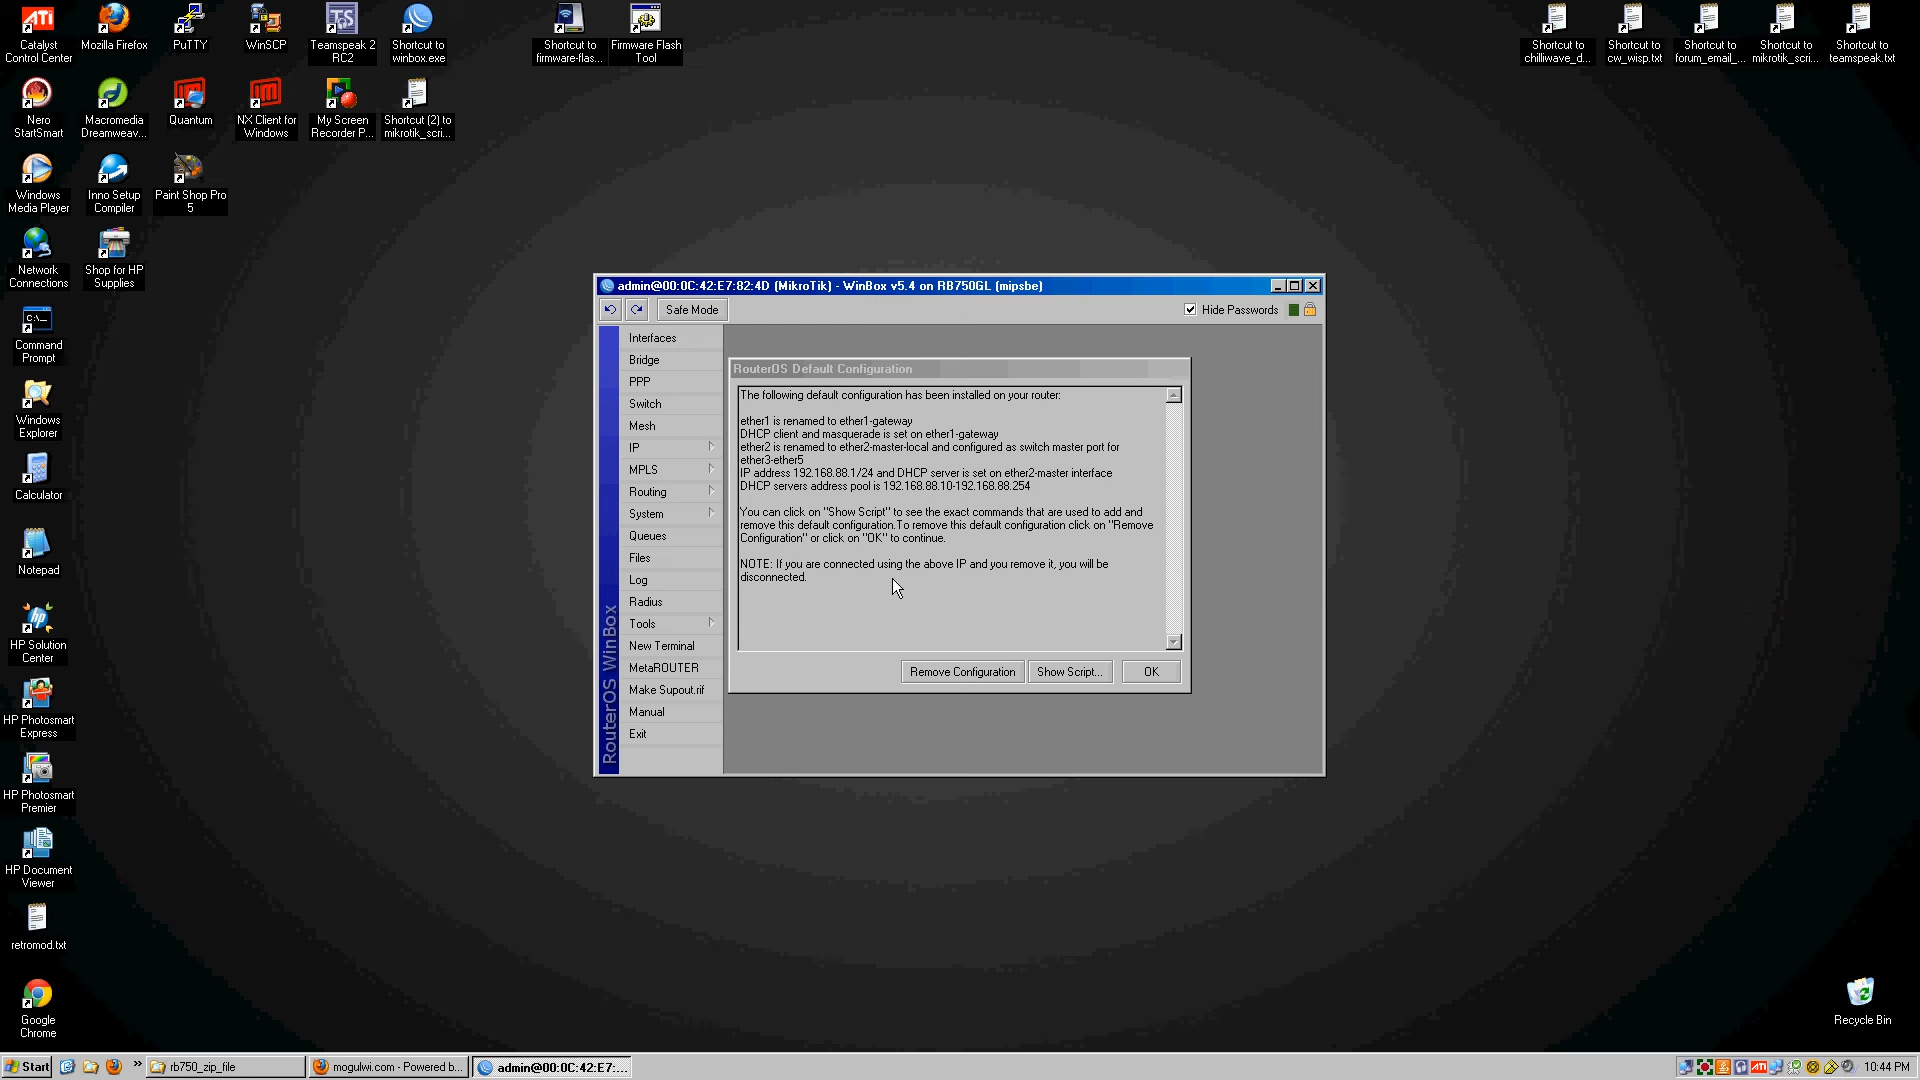 Catalyst
Control Center
Mozilla Firefox
PuTTY
WinSCP
Teamspeak 2
RC2
Shortcut to
winbox.exe
Shortcut to
firmware-flas...
Firmware Flash
Tool
Shortcut to
chilliwave_d...
Shortcut to
cw_wisp.txt
Shortcut to
forum_email_...
Shortcut to
mikrotik_scri...
Shortcut to
teamspeak.txt
Nero
StartSmart
Macromedia
Dreamweav...
Quantum
NX Client for
Windows
My Screen
Recorder P...
Shortcut (2) to
mikrotik_scri...
Windows
Media Player
Inno Setup
Compiler
Paint Shop Pro
5
Network
Connections
Shop for HP
Supplies
Command
Prompt
Windows
Explorer
Calculator
Notepad
HP Solution
Center
HP Photosmart
Express
HP Photosmart
Premier
HP Document
Viewer
retromod.txt
Google
Chrome
Recycle Bin
admin@00:0C:42:E7:82:4D (MikroTik) - WinBox v5.4 on RB750GL (mipsbe)
Safe Mode
Hide Passwords
RouterOS WinBox
Interfaces
Bridge
PPP
Switch
Mesh
IP
MPLS
Routing
System
Queues
Files
Log
Radius
Tools
New Terminal
MetaROUTER
Make Supout.rif
Manual
Exit
RouterOS Default Configuration
The following default configuration has been installed on your router:
ether1 is renamed to ether1-gateway
DHCP client and masquerade is set on ether1-gateway
ether2 is renamed to ether2-master-local and configured as switch master port for
ether3-ether5
IP address 192.168.88.1/24 and DHCP server is set on ether2-master interface
DHCP servers address pool is 192.168.88.10-192.168.88.254
You can click on "Show Script" to see the exact commands that are used to add and
remove this default configuration.To remove this default configuration click on "Remove
Configuration" or click on "OK" to continue.
NOTE: If you are connected using the above IP and you remove it, you will be
disconnected.
Remove Configuration
Show Script...
OK
Start
rb750_zip_file
mogulwi.com - Powered b...
admin@00:0C:42:E7:...
10:44 PM